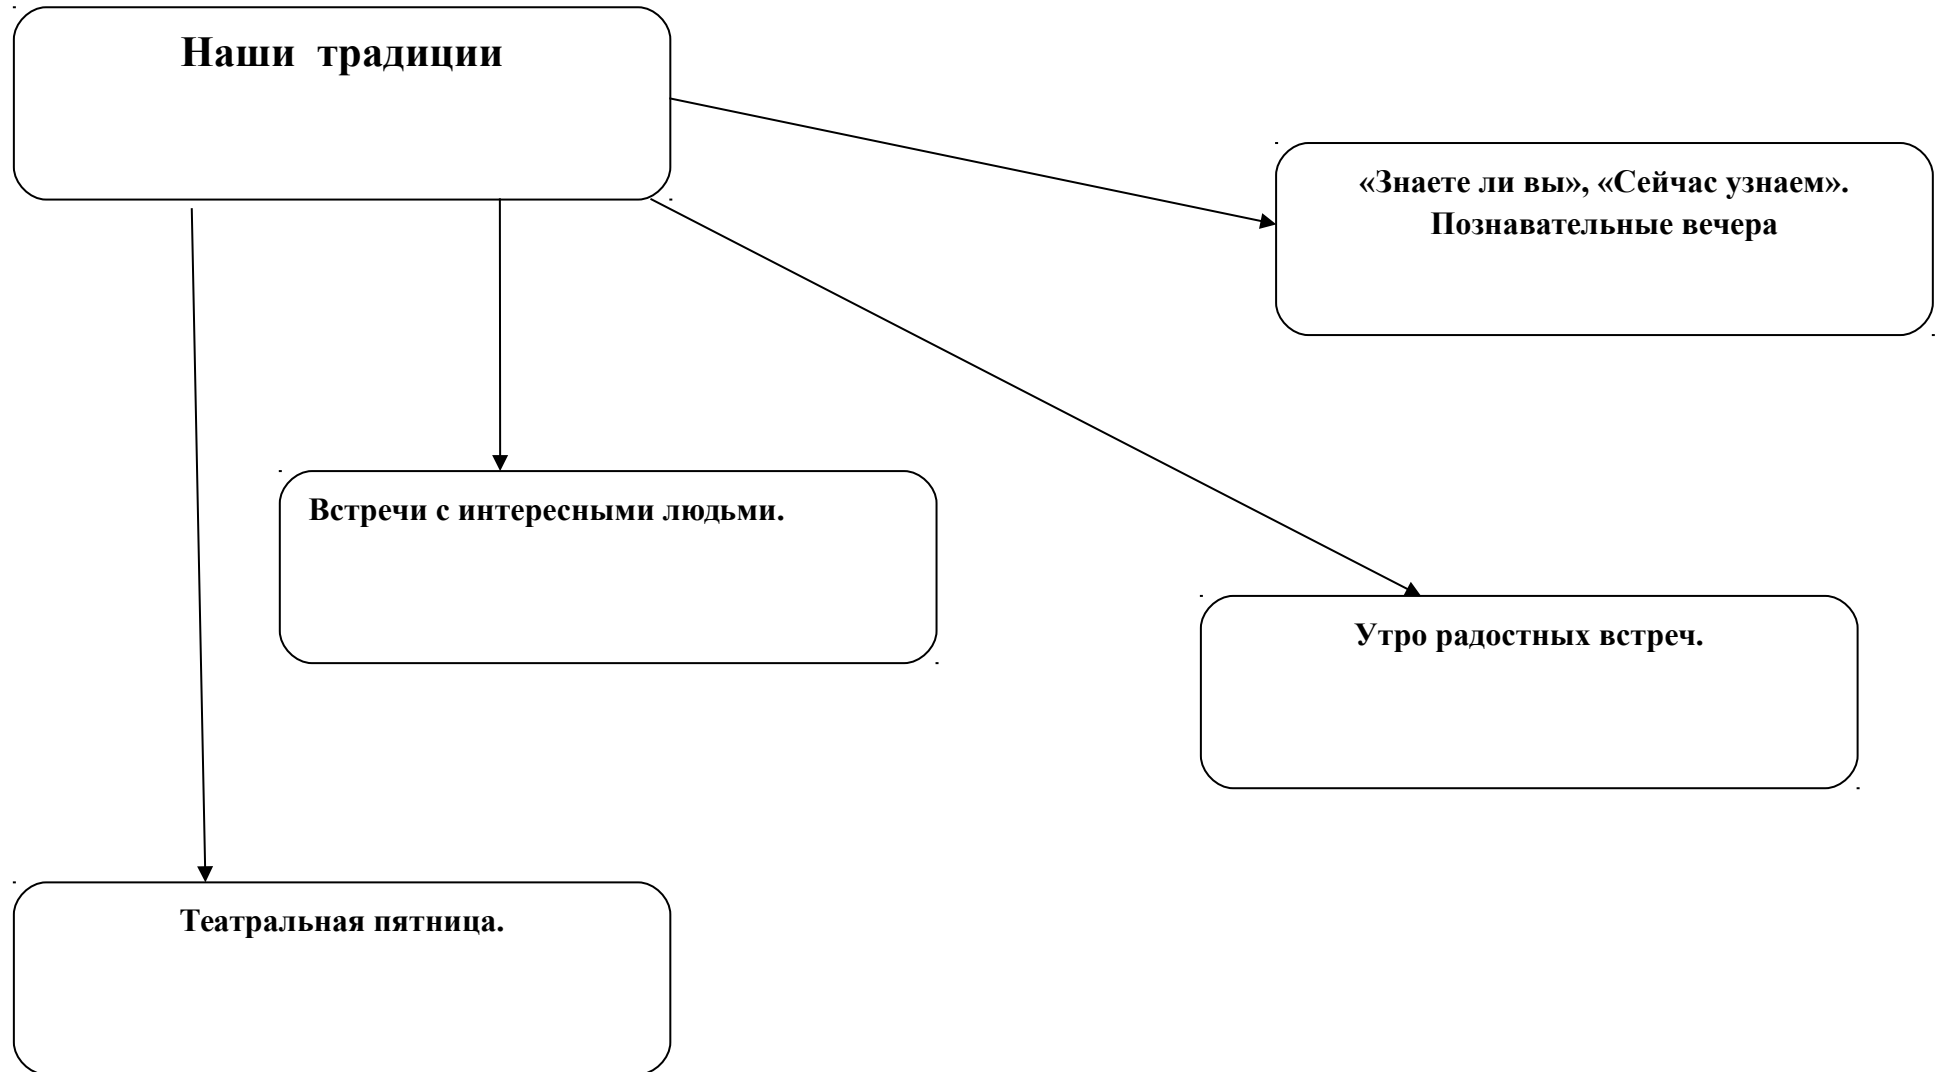 Наши традиции
«Знаете ли вы», «Сейчас узнаем».
Познавательные вечера
Встречи с интересными людьми.
Утро радостных встреч.
Театральная пятница.